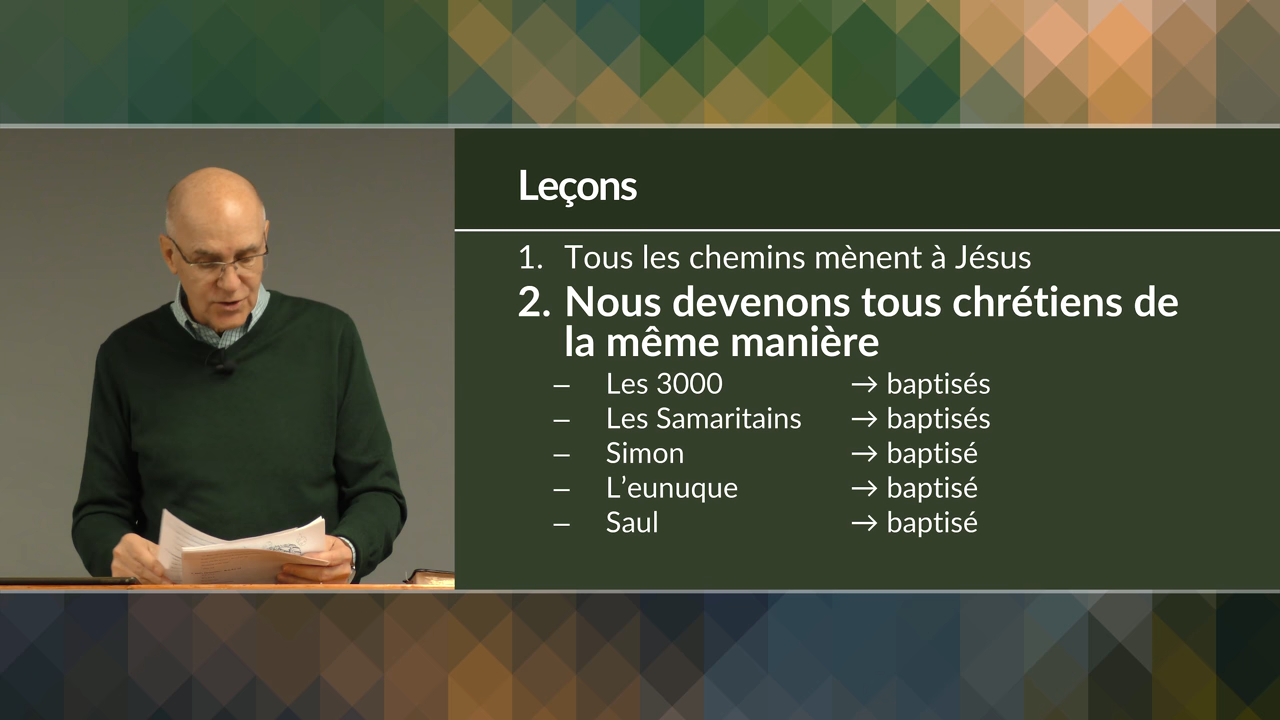 Leçons
1. Tous les chemins mènent à Jésus
2. Nous devenons tous chrétiens de
la même manière
– Les 3000 → baptisés
– Les Samaritains → baptisés
– Simon → baptisé
– L’eunuque → baptisé
– Saul → baptisé